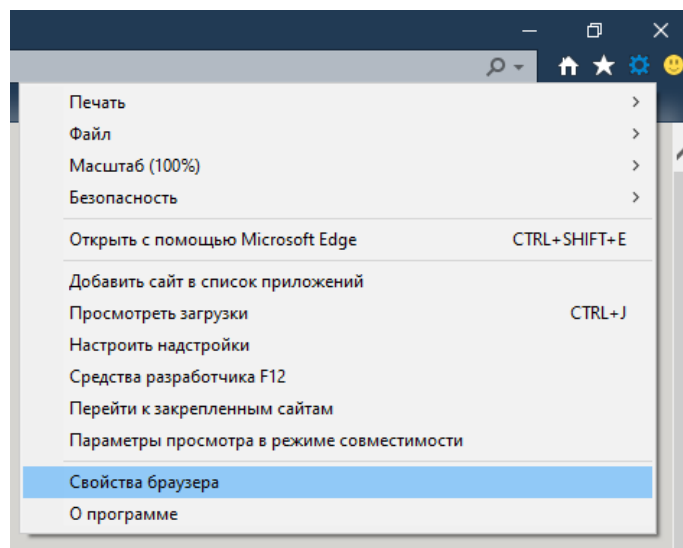 Печать
Файл
Масштаб (100%)
Безопасность
Открыть с помощью Microsoft Edge CTRL+SHIFT+E
Добавить сайт в список приложений
Просмотреть загрузки CTRL+J
Настроить надстройки
Средства разработчика F12
Перейти к закрепленным сайтам
Параметры просмотра в режиме совместимости
Свойства браузера
О программе